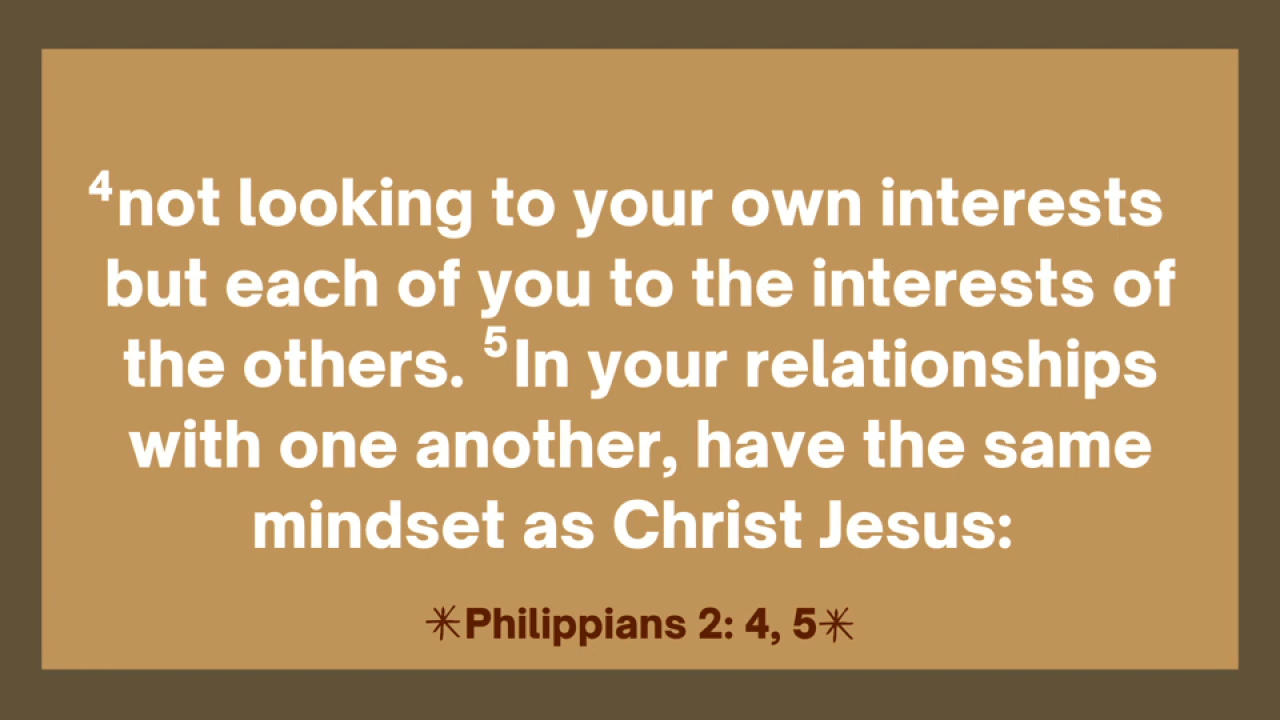 ⁴not looking to your own interests
but each of you to the interests of
the others. ⁵In your relationships
with one another, have the same
mindset as Christ Jesus:
✳Philippians 2: 4, 5✳